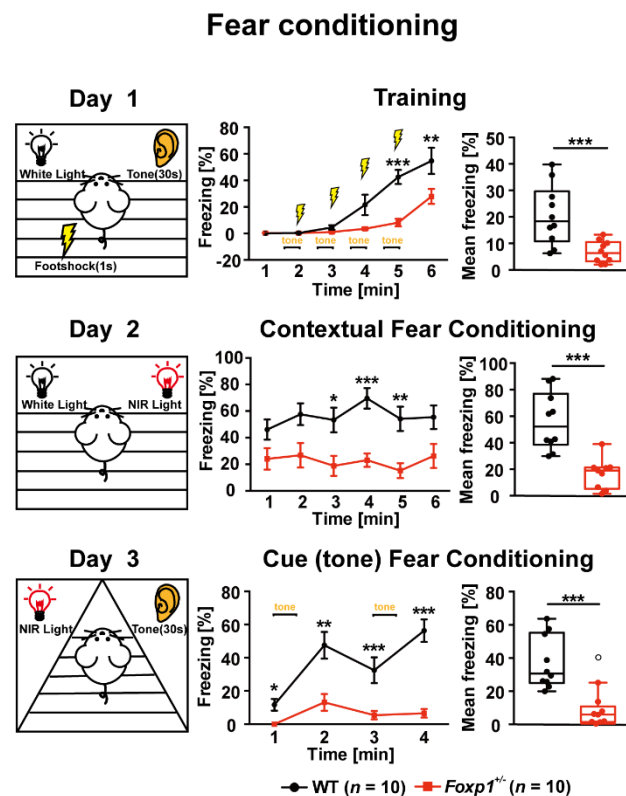 Fear conditioning
Day 1
Training
White Light
Tone(30s)
Footshock(1s)
Freezing [%]
80
60
40
20
0
-20
** 
***
tone tone tone tone
1 2 3 4 5 6
Time [min]
Mean freezing [%]
50
40
30
20
10
0
***
Day 2
Contextual Fear Conditioning
White Light
NIR Light
Freezing [%]
100
80
60
40
20
0
* *** **
1 2 3 4 5 6
Time [min]
Mean freezing [%]
100
80
60
40
20
0
***
Day 3
Cue (tone) Fear Conditioning
NIR Light
Tone(30s)
Freezing [%]
80
60
40
20
0
tone tone
* ** *** ***
1 2 3 4
Time [min]
Mean freezing [%]
80
60
40
20
0
***
WT (n = 10) Foxp1+/- (n = 10)